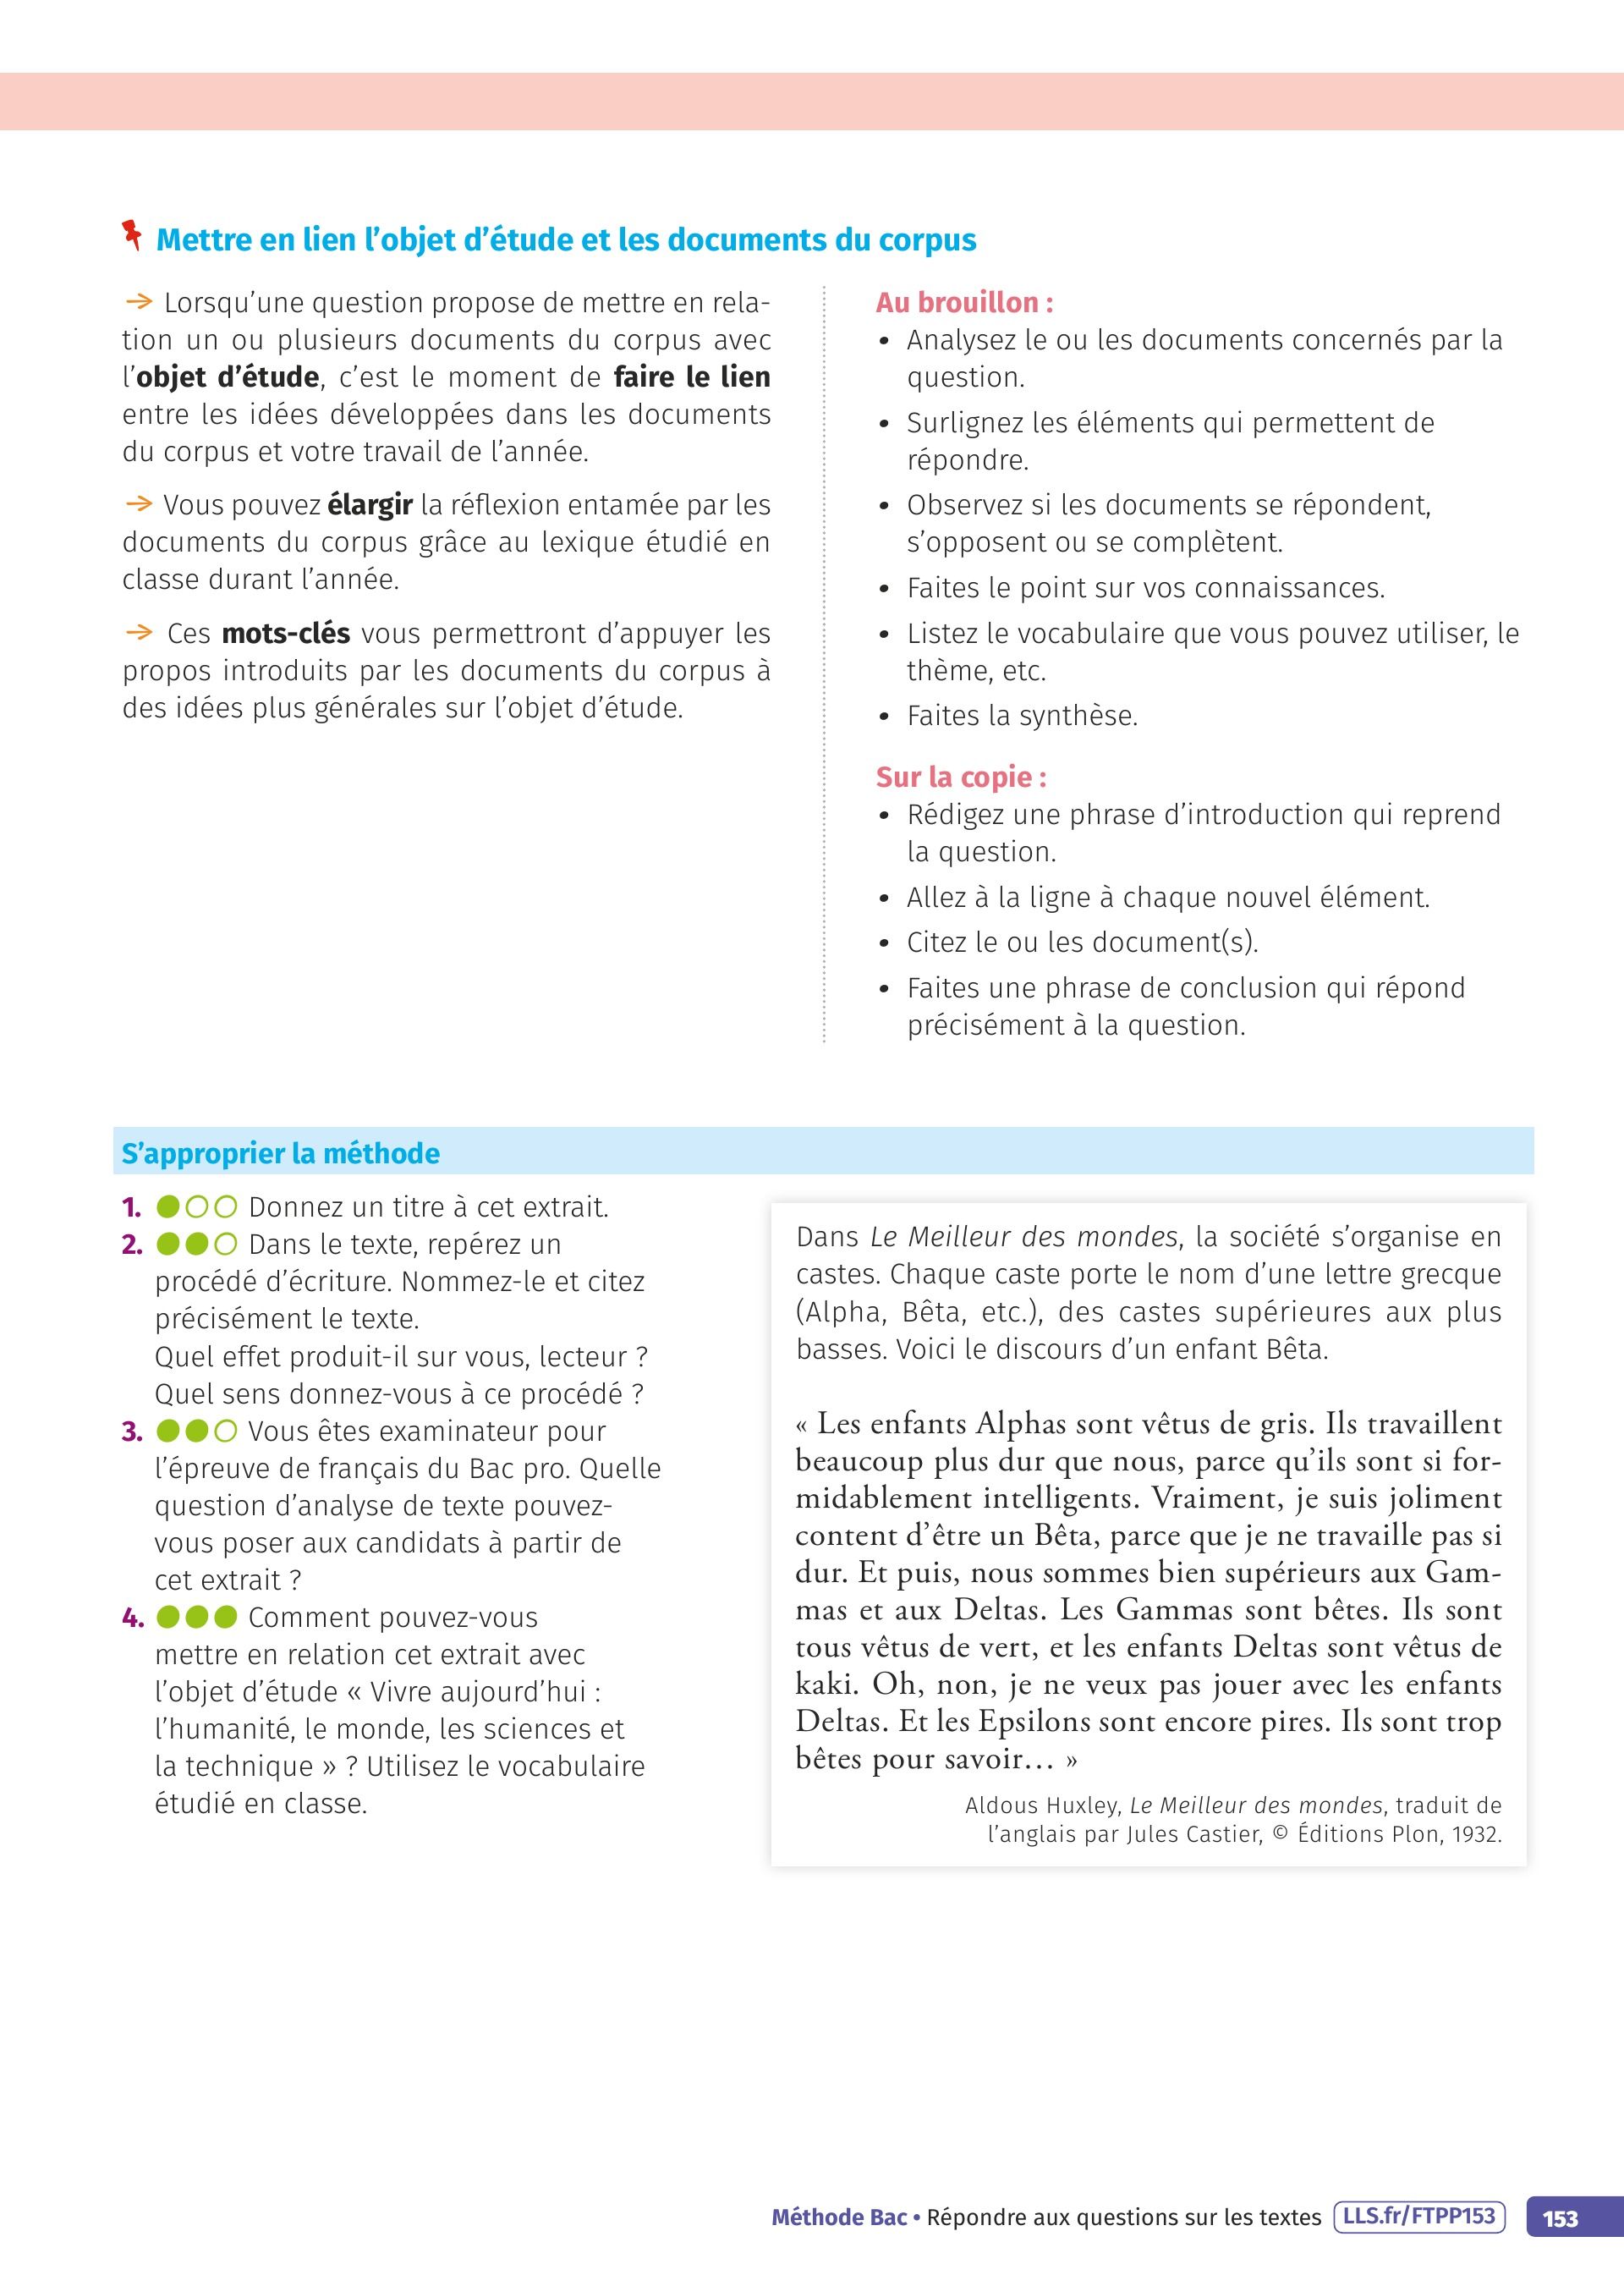 Mettre en lien l’objet d’étude et les documents du corpus
→ Lorsqu’une question propose de mettre en rela-
tion un ou plusieurs documents du corpus avec
l’objet d’étude, c’est le moment de faire le lien
entre les idées développées dans les documents
du corpus et votre travail de l’année.
→ Vous pouvez élargir la réflexion entamée par les
documents du corpus grâce au lexique étudié en
classe durant l’année.
→ Ces mots-clés vous permettront d’appuyer les
propos introduits par les documents du corpus à
des idées plus générales sur l’objet d’étude.
Au brouillon :
• Analysez le ou les documents concernés par la
question.
• Surlignez les éléments qui permettent de
répondre.
• Observez si les documents se répondent,
s’opposent ou se complètent.
• Faites le point sur vos connaissances.
• Listez le vocabulaire que vous pouvez utiliser, le
thème, etc.
• Faites la synthèse.
Sur la copie :
• Rédigez une phrase d’introduction qui reprend
la question.
• Allez à la ligne à chaque nouvel élément.
• Citez le ou les document(s).
• Faites une phrase de conclusion qui répond
précisément à la question.
S’approprier la méthode
1. Donnez un titre à cet extrait.
2. Dans le texte, repérez un
procédé d’écriture. Nommez-le et citez
précisément le texte.
Quel effet produit-il sur vous, lecteur ?
Quel sens donnez-vous à ce procédé ?
3. Vous êtes examinateur pour
l’épreuve de français du Bac pro. Quelle
question d’analyse de texte pouvez-
vous poser aux candidats à partir de
cet extrait ?
4. Comment pouvez-vous
mettre en relation cet extrait avec
l’objet d’étude « Vivre aujourd’hui :
l’humanité, le monde, les sciences et
la technique » ? Utilisez le vocabulaire
étudié en classe.
Dans Le Meilleur des mondes, la société s’organise en
castes. Chaque caste porte le nom d’une lettre grecque
(Alpha, Bêta, etc.), des castes supérieures aux plus
basses. Voici le discours d’un enfant Bêta.
« Les enfants Alphas sont vêtus de gris. Ils travaillent
beaucoup plus dur que nous, parce qu’ils sont si for-
midablement intelligents. Vraiment, je suis joliment
content d’être un Bêta, parce que je ne travaille pas si
dur. Et puis, nous sommes bien supérieurs aux Gam-
mas et aux Deltas. Les Gammas sont bêtes. Ils sont
tous vêtus de vert, et les enfants Deltas sont vêtus de
kaki. Oh, non, je ne veux pas jouer avec les enfants
Deltas. Et les Epsilons sont encore pires. Ils sont trop
bêtes pour savoir… »
Aldous Huxley, Le Meilleur des mondes, traduit de
l’anglais par Jules Castier, © Éditions Plon, 1932.
Méthode Bac • Répondre aux questions sur les textes LLS.fr/FTPP153 153